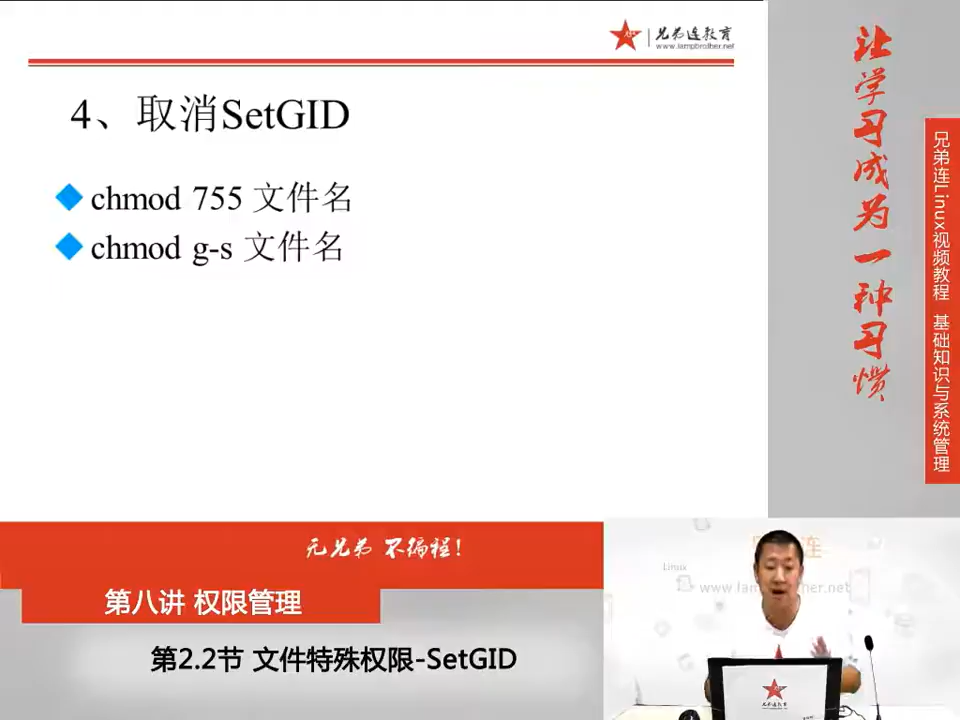 兄弟连教育
www.lampbrother.net
4、取消SetGID
chmod 755 文件名
chmod g-s 文件名
让学习成为一种习惯
兄弟连Linux视频教程 基础知识与系统管理
无兄弟 不编程！
第八讲 权限管理
第2.2节 文件特殊权限-SetGID
Linux